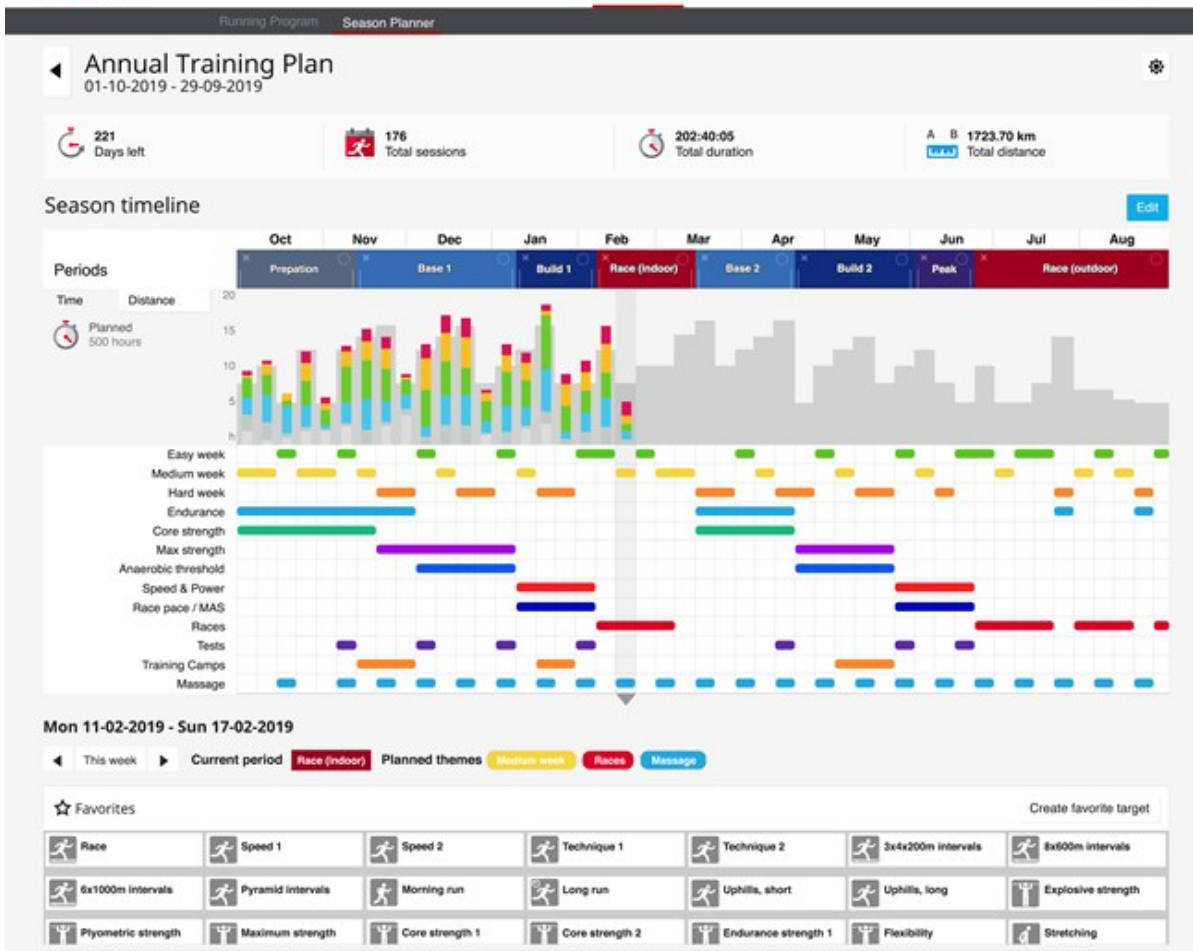 Running Program Season Planner
Annual Training Plan
01-10-2019 - 29-09-2019
221
Days left
176
Total sessions
202:40:05
Total duration
A B 1723.70 km
Total distance
Season timeline
Edit
Oct Nov Dec Jan Feb Mar Apr May Jun Jul Aug
Periods
Prepation Base 1 Build 1 Race (indoor) Base 2 Build 2 Peak Race (outdoor)
Time Distance
Planned
500 hours
20
15
10
5
h
Easy week
Medium week
Hard week
Endurance
Core strength
Max strength
Anaerobic threshold
Speed & Power
Race pace / MAS
Races
Tests
Training Camps
Massage
Mon 11-02-2019 - Sun 17-02-2019
This week Current period Race (indoor) Planned themes Medium week Races Massage
Favorites Create favorite target
Race Speed 1 Speed 2 Technique 1 Technique 2 3x4x200m intervals 8x600m intervals
6x1000m intervals Pyramid intervals Morning run Long run Uphills, short Uphills, long Explosive strength
Plyometric strength Maximum strength Core strength 1 Core strength 2 Endurance strength 1 Flexibility Stretching